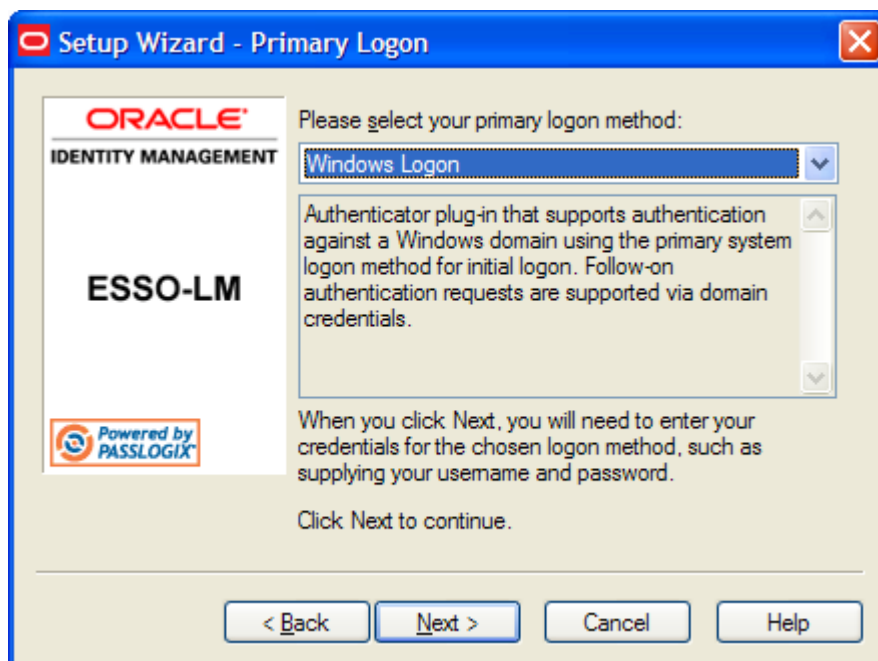 Setup Wizard - Primary Logon
ORACLE
IDENTITY MANAGEMENT
ESSO-LM
Powered by
PASSLOGIX
Please select your primary logon method:
Windows Logon
Authenticator plug-in that supports authentication
against a Windows domain using the primary system
logon method for initial logon. Follow-on
authentication requests are supported via domain
credentials.
When you click Next, you will need to enter your
credentials for the chosen logon method, such as
supplying your username and password.
Click Next to continue.
< Back
Next >
Cancel
Help